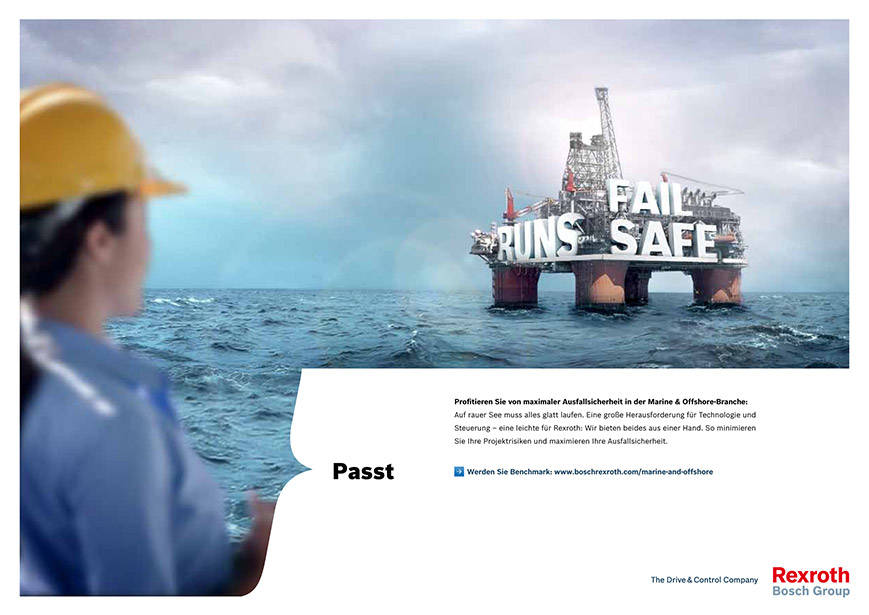 FAIL
RUNS SAFE
Profitieren Sie von maximaler Ausfallsicherheit in der Marine & Offshore-Branche:
Auf rauer See muss alles glatt laufen. Eine große Herausforderung für Technologie und
Steuerung – eine leichte für Rexroth: Wir bieten beides aus einer Hand. So minimieren
Sie Ihre Projektrisiken und maximieren Ihre Ausfallsicherheit.
Passt
Werden Sie Benchmark: www.boschrexroth.com/marine-and-offshore
The Drive & Control Company
Rexroth
Bosch Group